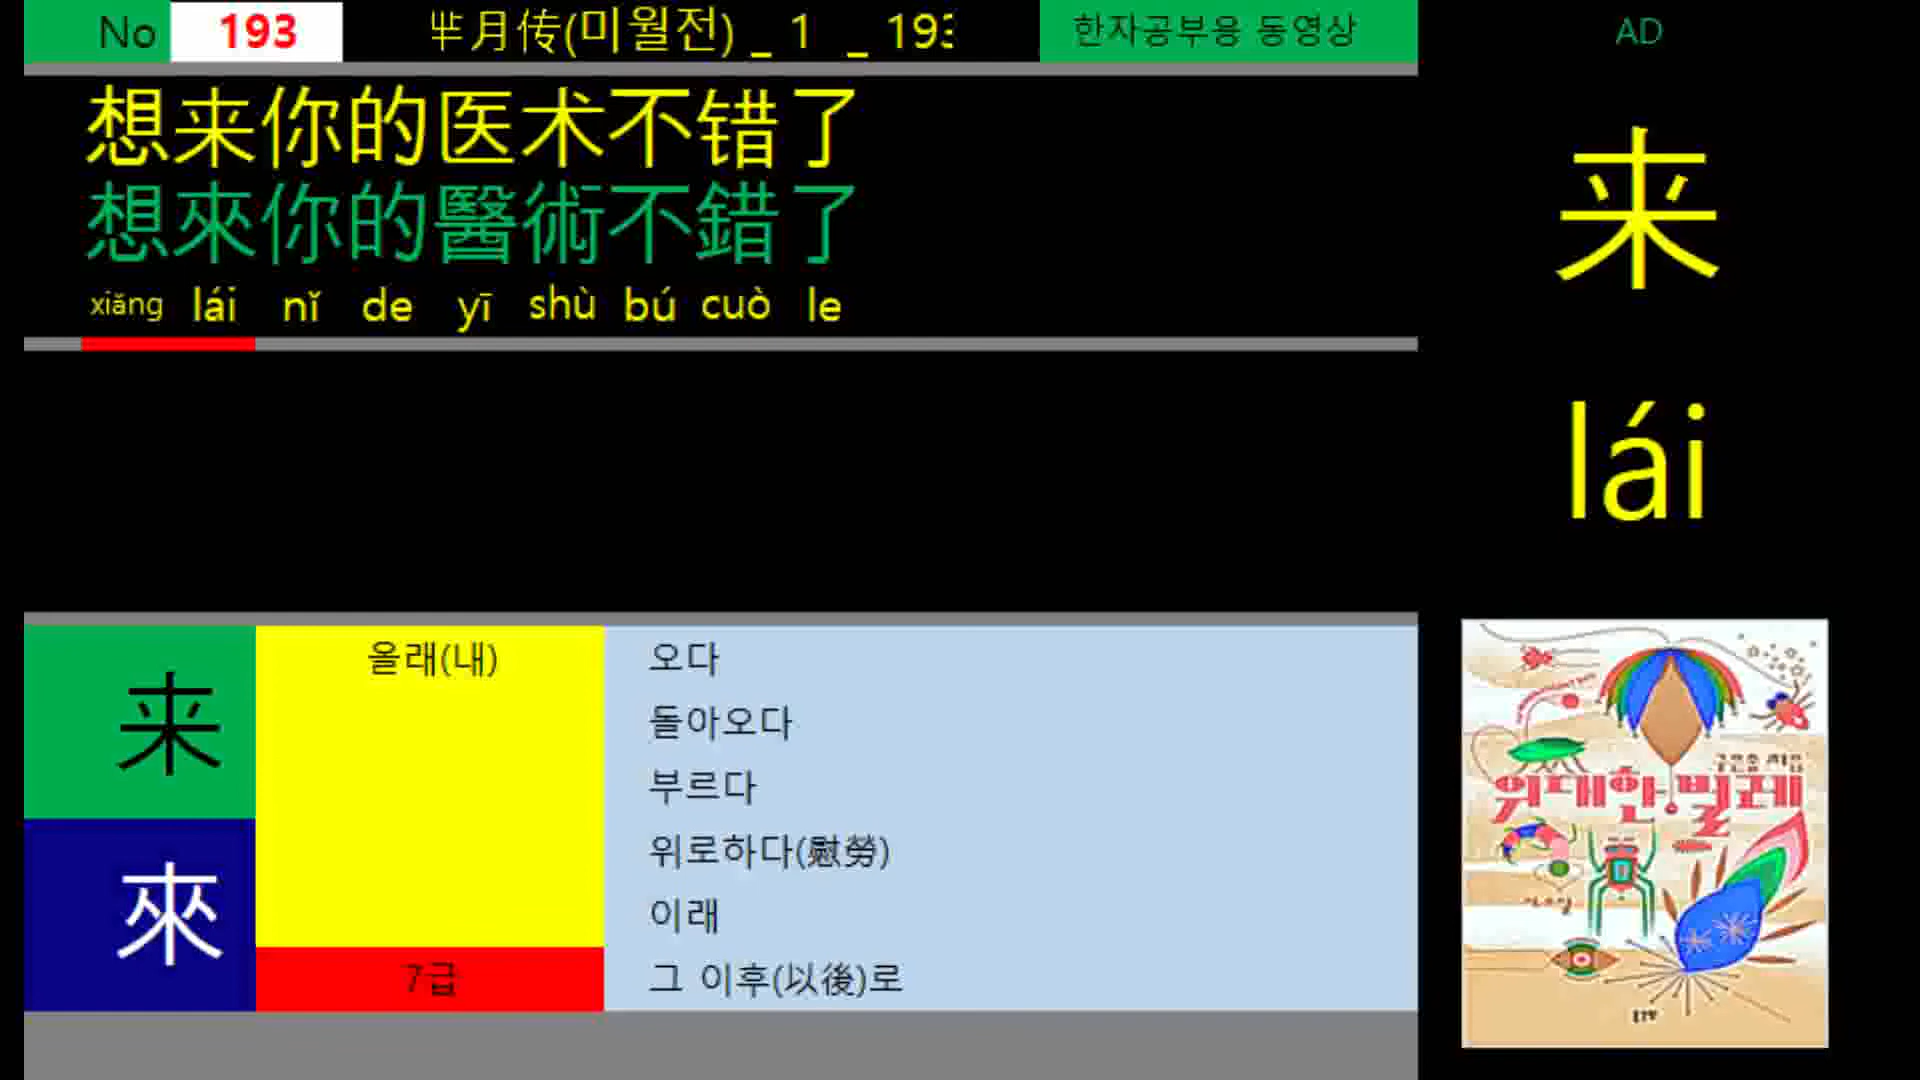 No 193 芈月传(미월전) _ 1 _ 193 한자공부용 동영상 AD
想来你的医术不错了
想來你的醫術不錯了
xiǎng lái nǐ de yī shù bú cuò le
来
lái
来
來
올래(내)
7급
오다
돌아오다
부르다
위로하다(慰勞)
이래
그 이후(以後)로
위대한 벌레